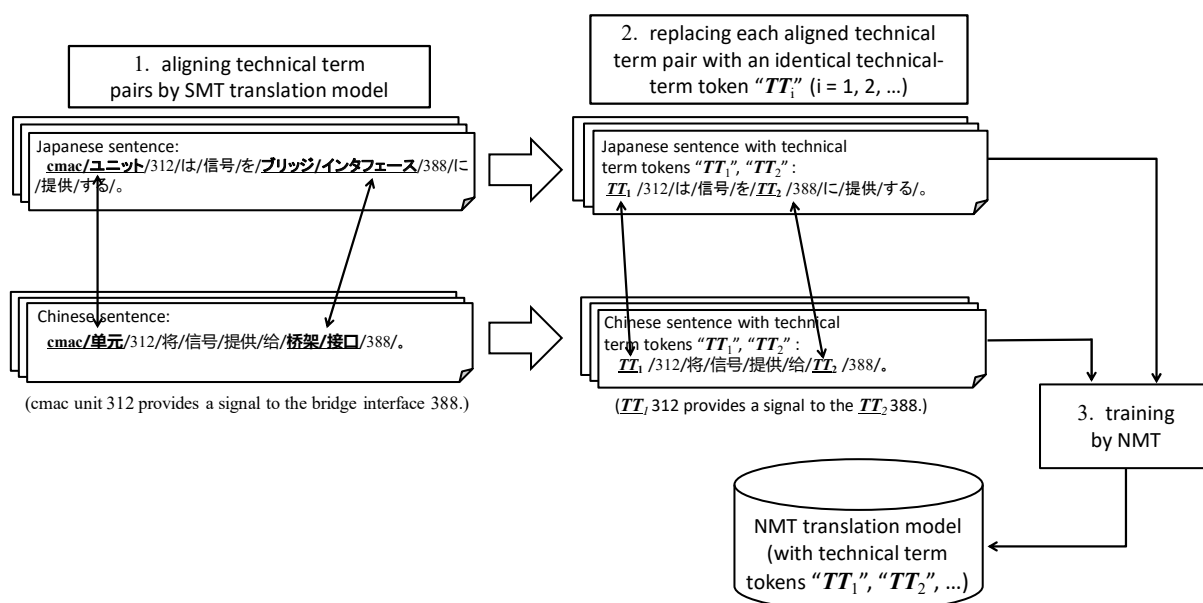 1. aligning technical term
pairs by SMT translation model
2. replacing each aligned technical
term pair with an identical technical-
term token “TTi” (i = 1, 2, …)
Japanese sentence:
cmac/ユニット/312/は/信号/を/ブリッジ/インタフェース/388/に
/提供/する/。
Japanese sentence with technical
term tokens “TT1”, “TT2” :
TT1 /312/は/信号/を/TT2 /388/に/提供/する/。
Chinese sentence:
cmac/单元/312/将/信号/提供/给/桥架/接口/388/。
Chinese sentence with technical
term tokens “TT1”, “TT2” :
TT1 /312/将/信号/提供/给/TT2 /388/。
(cmac unit 312 provides a signal to the bridge interface 388.)
(TT1 312 provides a signal to the TT2 388.)
3. training
by NMT
NMT translation model
(with technical term
tokens “TT1”, “TT2”, …)